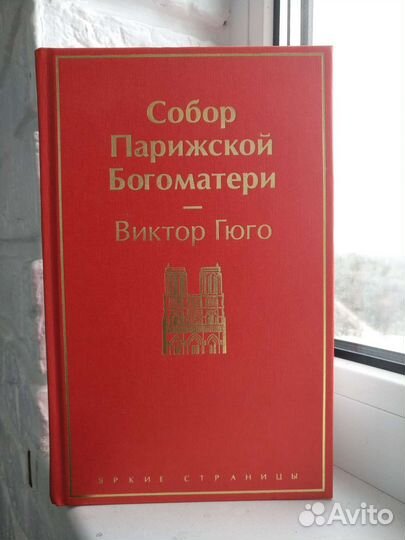 Собор
Парижской
Богоматери
—
Виктор Гюго
ЯРКИЕ СТРАНИЦЫ
Avito